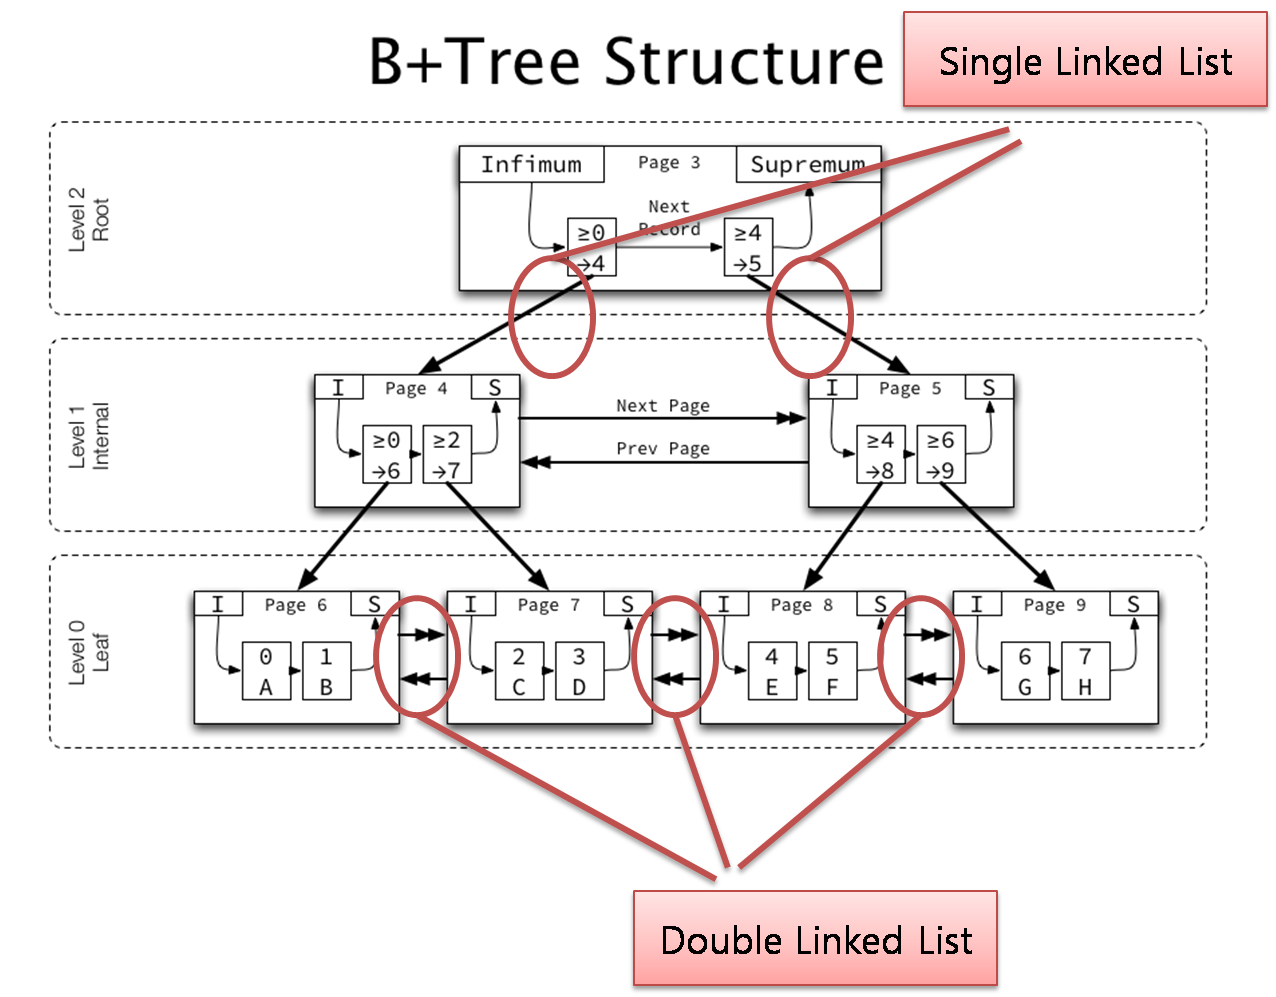 B+Tree Structure
Single Linked List
Level 2
Root
Infimum
Page 3
Supremum
Next
Record
≥0
→4
≥4
→5
Level 1
Internal
I
Page 4
S
≥0
→6
≥2
→7
Next Page
Prev Page
I
Page 5
S
≥4
→8
≥6
→9
Level 0
Leaf
I
Page 6
S
0
A
1
B
I
Page 7
S
2
C
3
D
I
Page 8
S
4
E
5
F
I
Page 9
S
6
G
7
H
Double Linked List